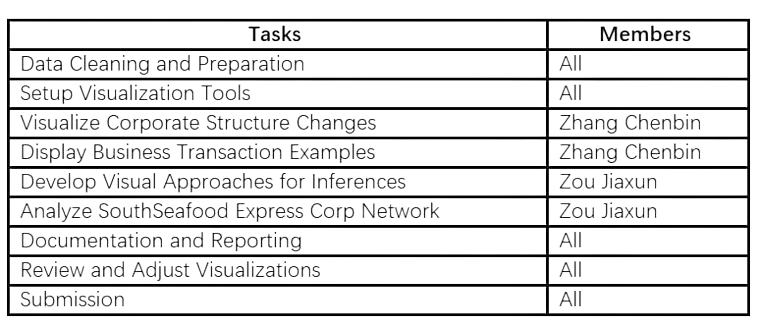 Tasks Members
Data Cleaning and Preparation All
Setup Visualization Tools All
Visualize Corporate Structure Changes Zhang Chenbin
Display Business Transaction Examples Zhang Chenbin
Develop Visual Approaches for Inferences Zou Jiaxun
Analyze SouthSeafood Express Corp Network Zou Jiaxun
Documentation and Reporting All
Review and Adjust Visualizations All
Submission All